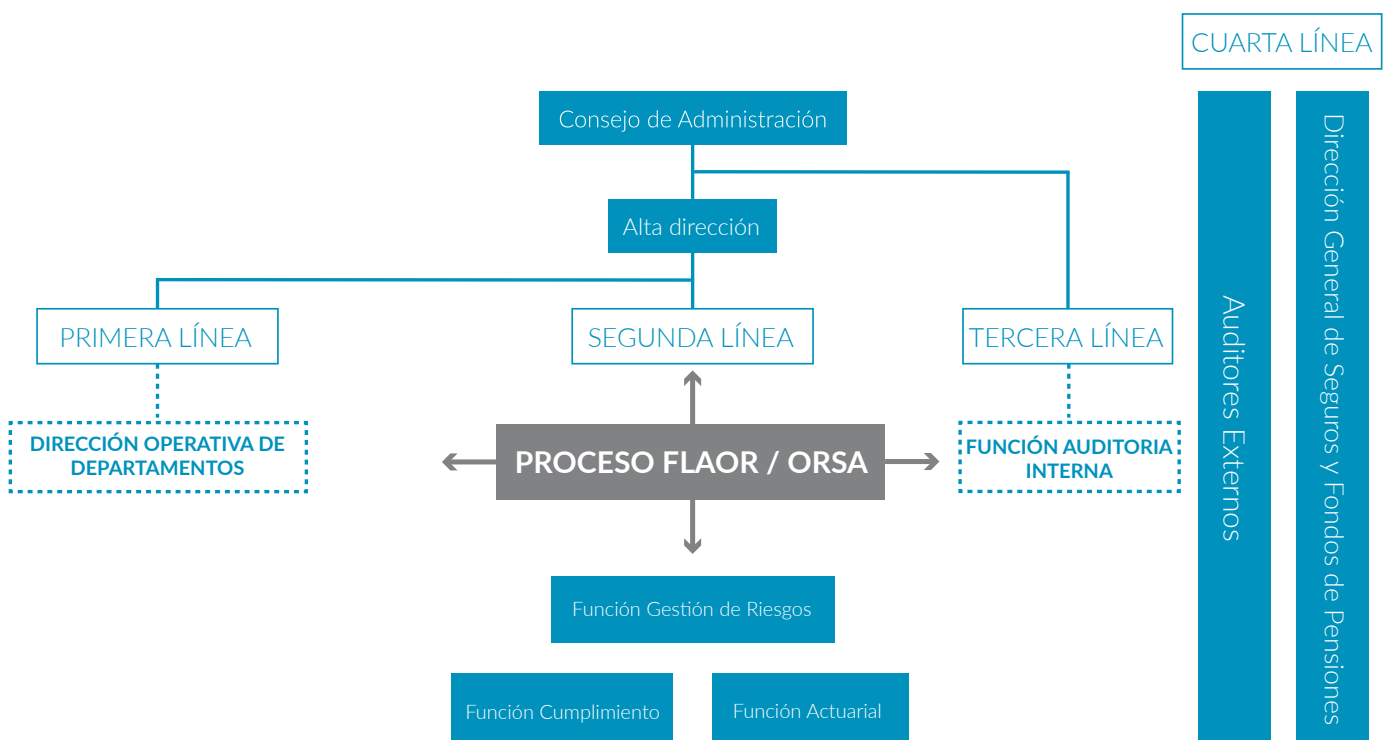 CUARTA LÍNEA
Consejo de Administración
Alta dirección
PRIMERA LÍNEA
SEGUNDA LÍNEA
TERCERA LÍNEA
DIRECCIÓN OPERATIVA DE
DEPARTAMENTOS
PROCESO FLAOR / ORSA
FUNCIÓN AUDITORIA
INTERNA
Función Gestión de Riesgos
Función Cumplimiento
Función Actuarial
Auditores Externos
Dirección General de Seguros y Fondos de Pensiones